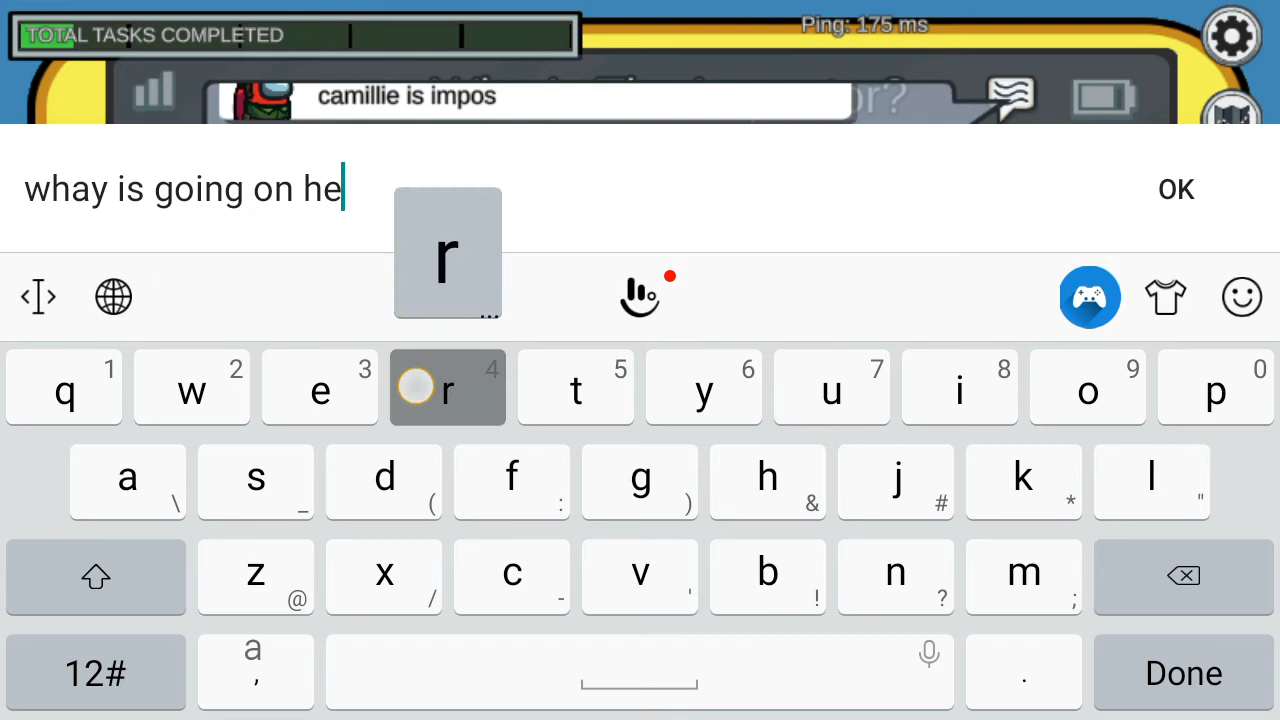 TOTAL TASKS COMPLETED
Ping: 175 ms
camillie is impos
or?
whay is going on he
OK
r
...
q 1 w 2 e 3 r 4 t 5 y 6 u 7 i 8 o 9 p 0
a \ s _ d ( f : g ) h & j # k * l "
z @ x / c - v ' b ! n ? m ;
12# a , . Done